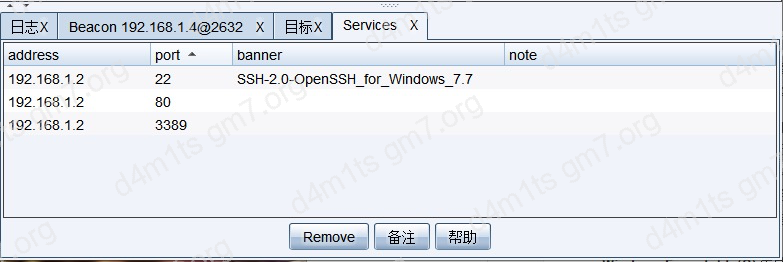 日志X Beacon 192.168.1.4@2632 X 目标X Services X
address port banner note
192.168.1.2 22 SSH-2.0-OpenSSH_for_Windows_7.7
192.168.1.2 80
192.168.1.2 3389
Remove 备注 帮助
d4m1ts gm7.org